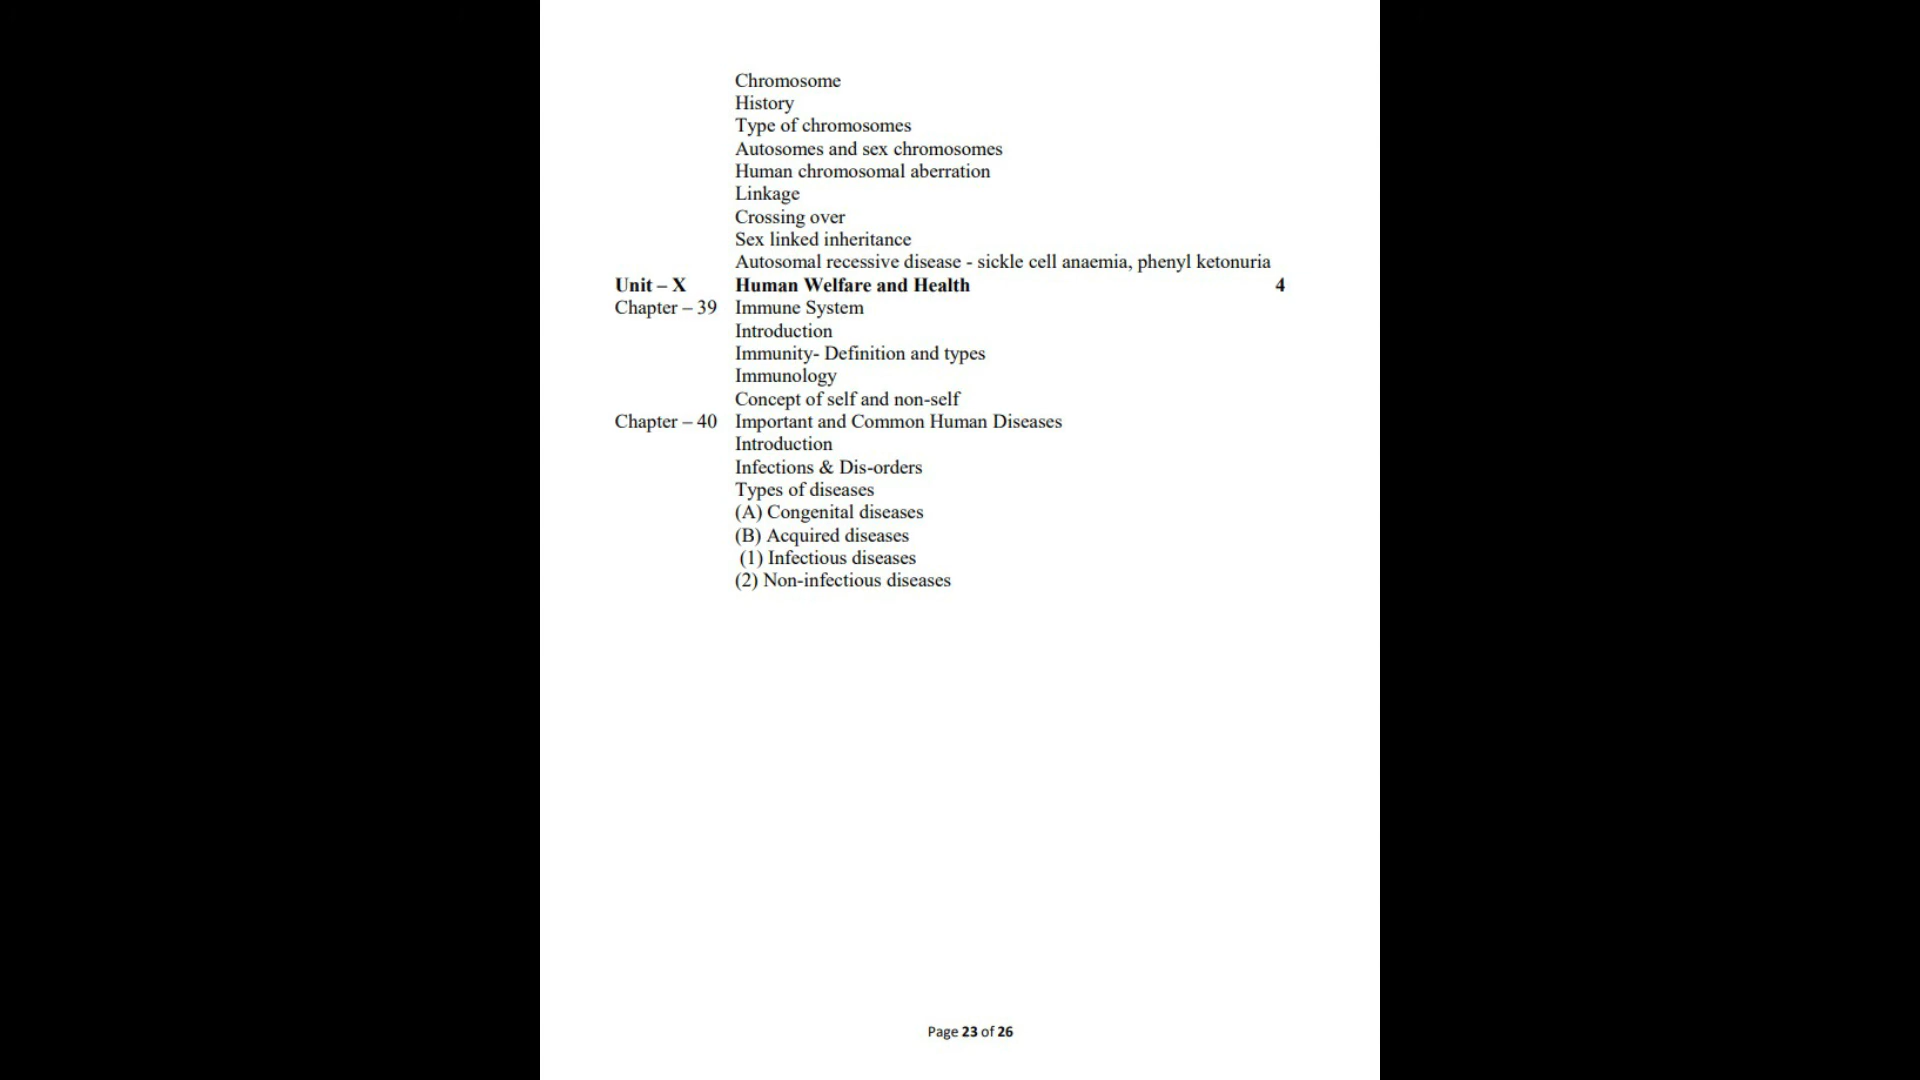 Chromosome
History
Type of chromosomes
Autosomes and sex chromosomes
Human chromosomal aberration
Linkage
Crossing over
Sex linked inheritance
Autosomal recessive disease - sickle cell anaemia, phenyl ketonuria
Unit – X Human Welfare and Health 4
Chapter – 39 Immune System
Introduction
Immunity- Definition and types
Immunology
Concept of self and non-self
Chapter – 40 Important and Common Human Diseases
Introduction
Infections & Dis-orders
Types of diseases
(A) Congenital diseases
(B) Acquired diseases
(1) Infectious diseases
(2) Non-infectious diseases
Page 23 of 26